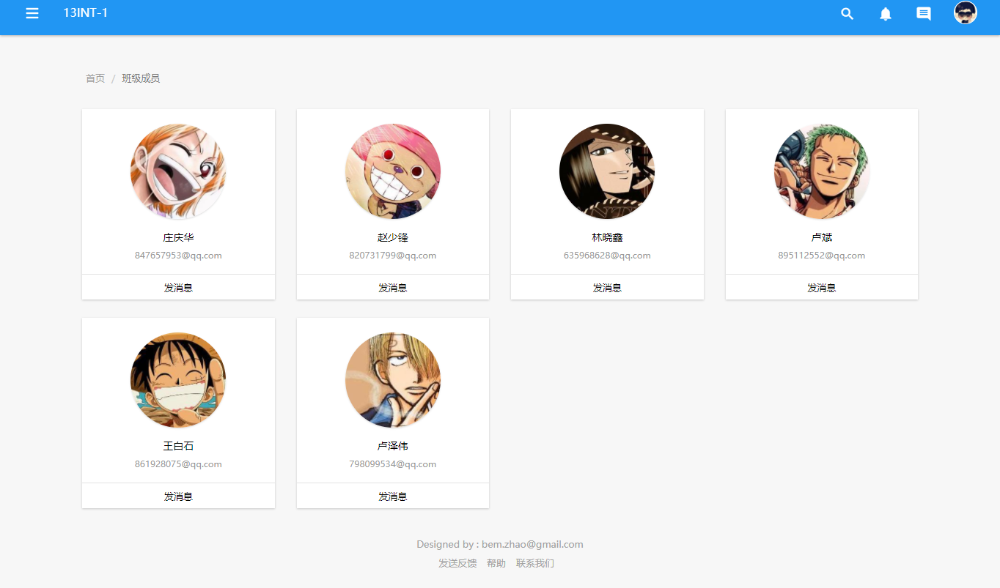 13INT-1
首页 / 班级成员
庄庆华
847657953@qq.com
发消息
赵少锋
820731799@qq.com
发消息
林晓鑫
635968628@qq.com
发消息
卢斌
895112552@qq.com
发消息
王白石
861928075@qq.com
发消息
卢泽伟
798099534@qq.com
发消息
Designed by : bem.zhao@gmail.com
发送反馈 帮助 联系我们